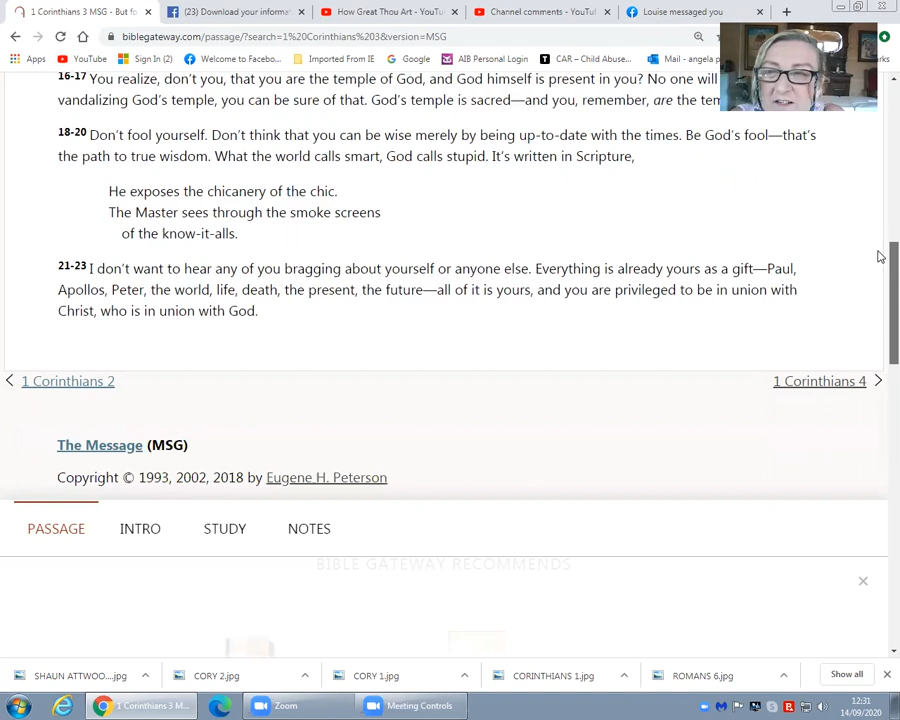 1 Corinthians 3 MSG - But fo
(23) Download your informat
How Great Thou Art - YouTu
Channel comments - YouTub
Louise messaged you
biblegateway.com/passage/?search=1%20Corinthians%203&version=MSG
Apps
YouTube
Sign In (2)
Welcome to Facebo...
Imported From IE
Google
AIB Personal Login
CAR – Child Abuse...
Mail - angela p
16-17 You realize, don't you, that you are the temple of God, and God himself is present in you? No one will
vandalizing God's temple, you can be sure of that. God's temple is sacred—and you, remember, are the tem
18-20 Don't fool yourself. Don't think that you can be wise merely by being up-to-date with the times. Be God's fool—that's
the path to true wisdom. What the world calls smart, God calls stupid. It's written in Scripture,
He exposes the chicanery of the chic.
The Master sees through the smoke screens
of the know-it-alls.
21-23 I don't want to hear any of you bragging about yourself or anyone else. Everything is already yours as a gift—Paul,
Apollos, Peter, the world, life, death, the present, the future—all of it is yours, and you are privileged to be in union with
Christ, who is in union with God.
1 Corinthians 2
1 Corinthians 4
The Message (MSG)
Copyright © 1993, 2002, 2018 by Eugene H. Peterson
PASSAGE INTRO STUDY NOTES
BIBLE GATEWAY RECOMMENDS
SHAUN ATTWOO....jpg
CORY 2.jpg
CORY 1.jpg
CORINTHIANS 1.jpg
ROMANS 6.jpg
Show all
1 Corinthians 3 M...
Zoom
Meeting Controls
12:31
14/09/2020